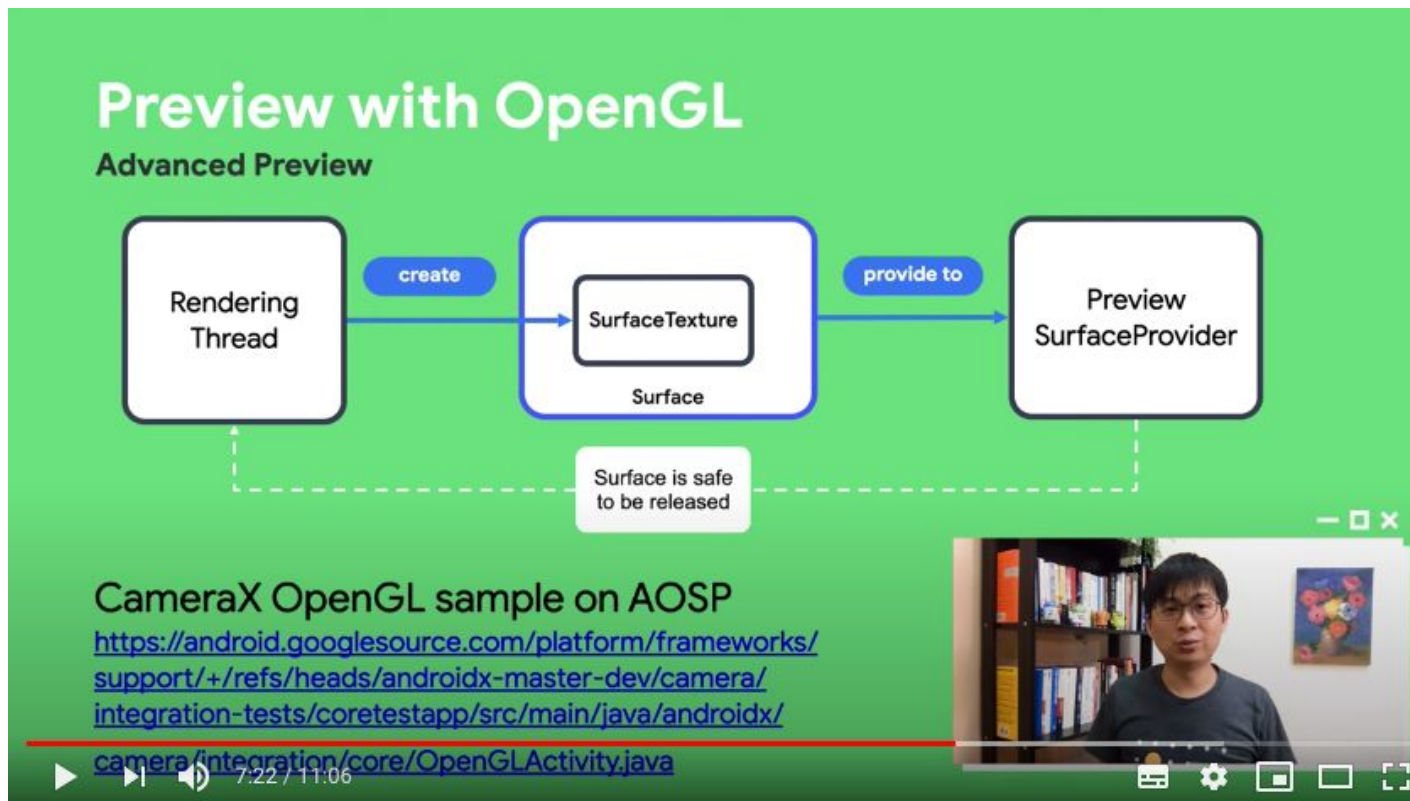 Preview with OpenGL
Advanced Preview
create
provide to
Rendering
Thread
SurfaceTexture
Surface
Preview
SurfaceProvider
Surface is safe
to be released
CameraX OpenGL sample on AOSP
https://android.googlesource.com/platform/frameworks/
support/+/refs/heads/androidx-master-dev/camera/
integration-tests/coretestapp/src/main/java/androidx/
camera/integration/core/OpenGLActivity.java
7:22 / 11:06